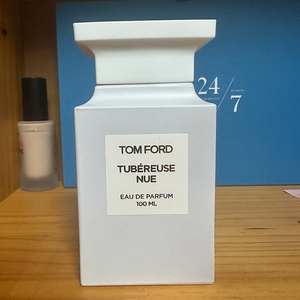 24/7
TOM FORD
TUBÉREUSE
NUE
EAU DE PARFUM
100 ML